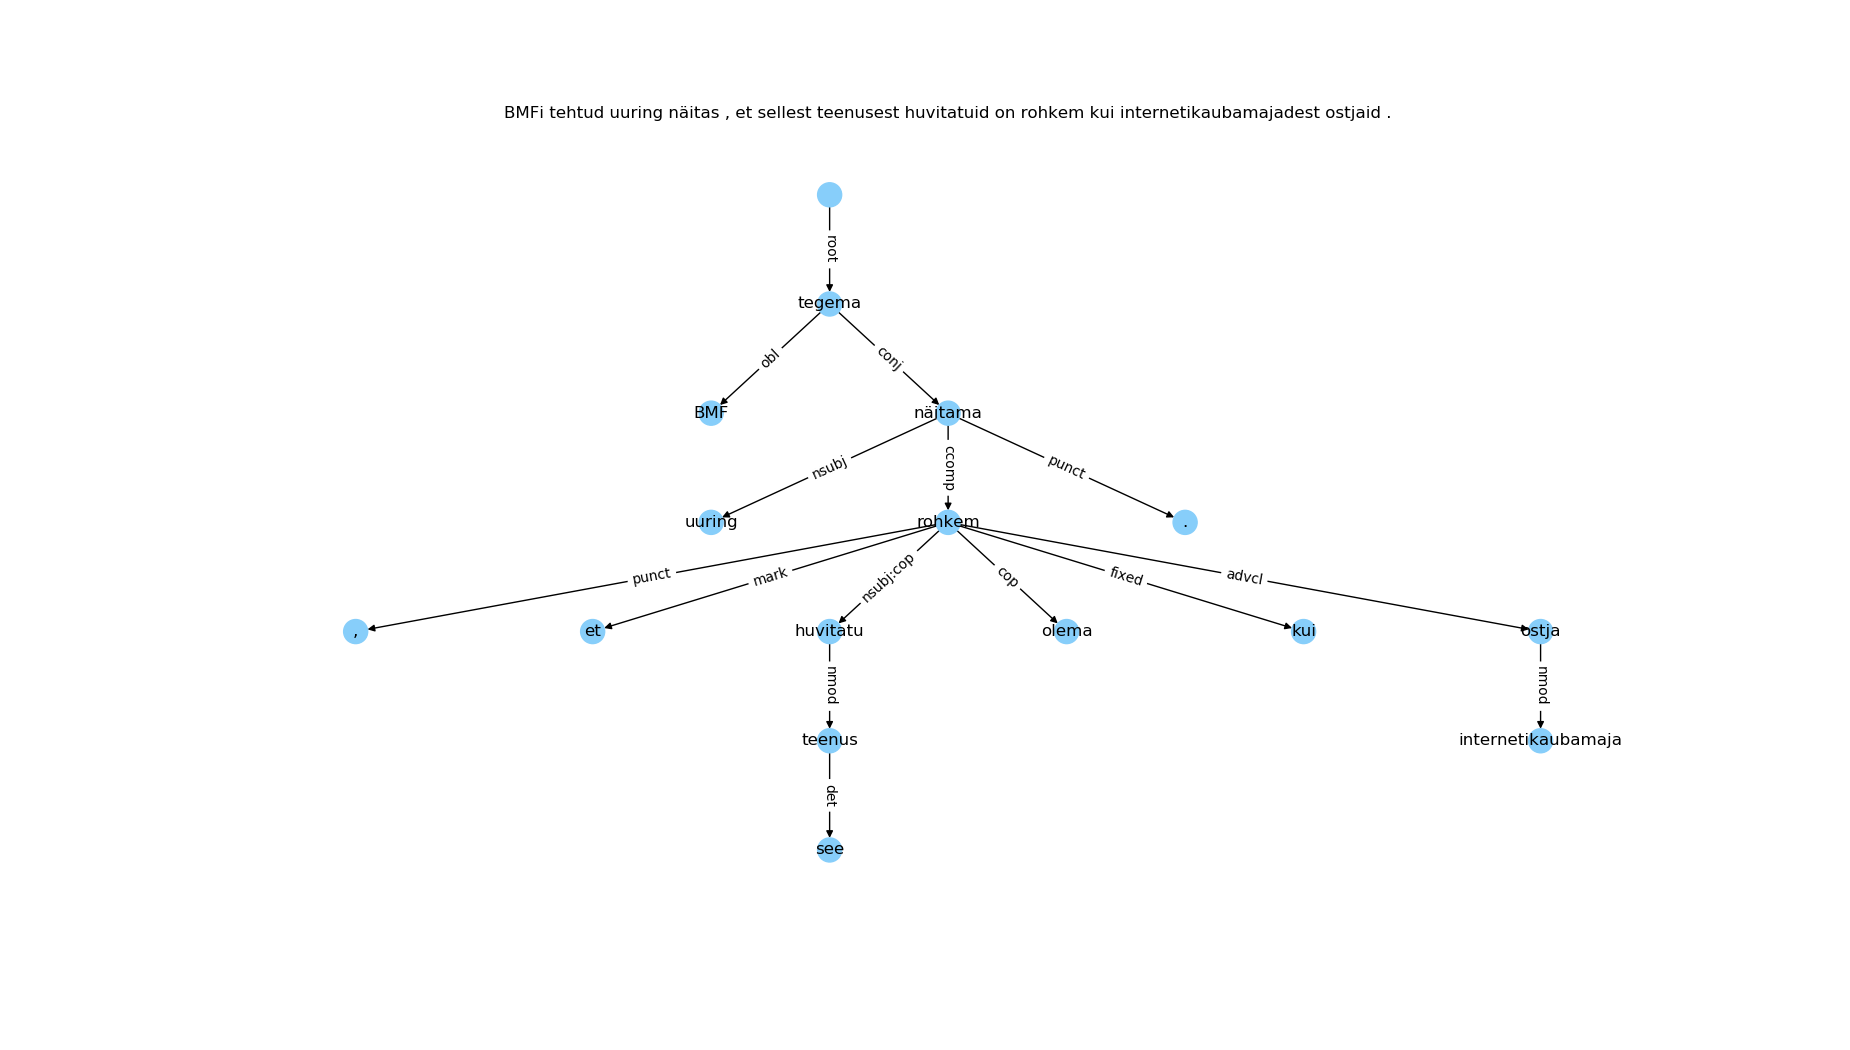 BMFi tehtud uuring näitas , et sellest teenusest huvitatuid on rohkem kui internetikaubamajadest ostjaid .
root
tegema
obl conj
BMF näitama
nsubj ccomp punct
uuring rohkem .
punct mark nsubj:cop cop fixed advcl
, et huvitatu olema kui ostja
nmod nmod
teenus internetikaubamaja
det
see